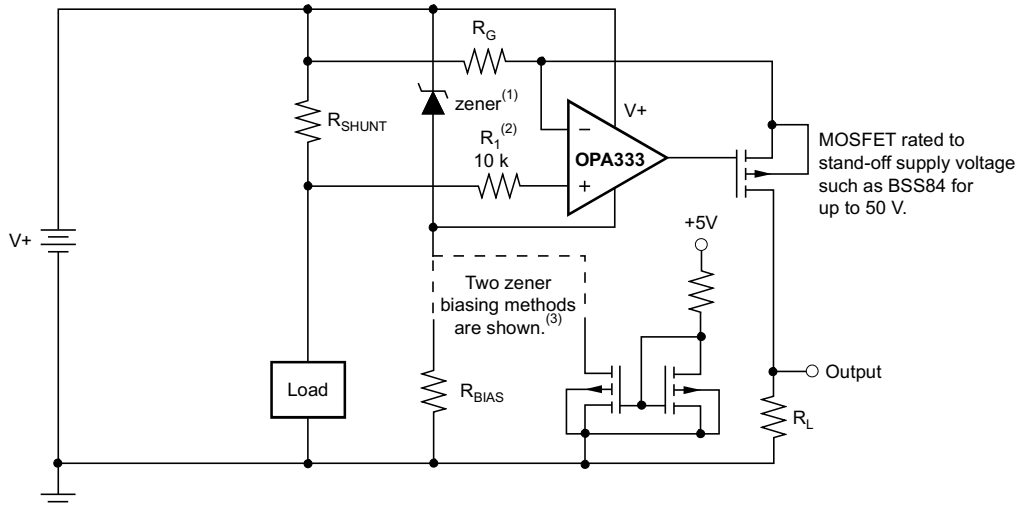 R_G
zener(1)
V+
R_SHUNT
R_1(2)
10 k
−
OPA333
+
MOSFET rated to
stand-off supply voltage
such as BSS84 for
up to 50 V.
+5V
V+
Two zener
biasing methods
are shown.(3)
Load
R_BIAS
Output
R_L